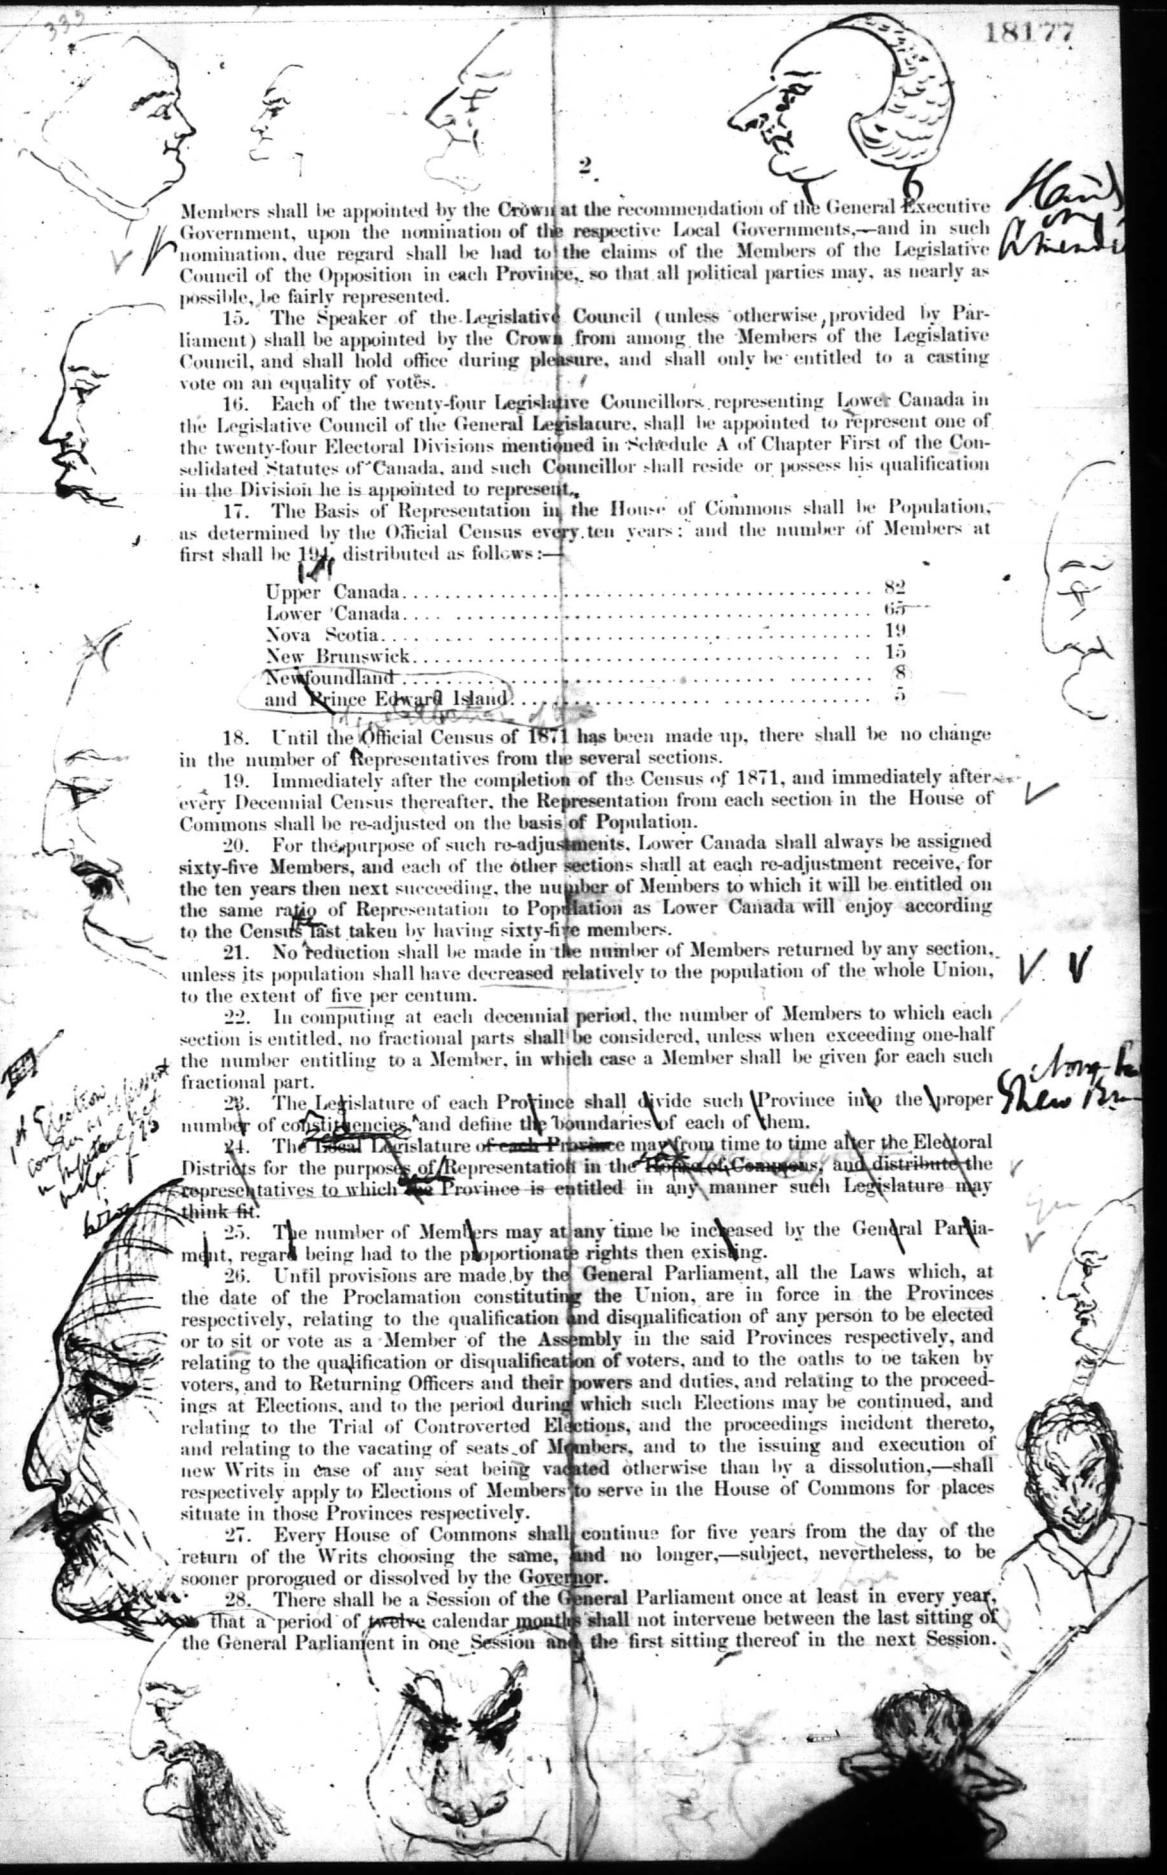 333
18177
2.
Members shall be appointed by the Crown at the recommendation of the General Executive
Government, upon the nomination of the respective Local Governments,—and in such
nomination, due regard shall be had to the claims of the Members of the Legislative
Council of the Opposition in each Province, so that all political parties may, as nearly as
possible, be fairly represented.
15. The Speaker of the Legislative Council (unless otherwise provided by Par-
liament) shall be appointed by the Crown from among the Members of the Legislative
Council, and shall hold office during pleasure, and shall only be entitled to a casting
vote on an equality of votes.
16. Each of the twenty-four Legislative Councillors representing Lower Canada in
the Legislative Council of the General Legislature, shall be appointed to represent one of
the twenty-four Electoral Divisions mentioned in Schedule A of Chapter First of the Con-
solidated Statutes of Canada, and such Councillor shall reside or possess his qualification
in the Division he is appointed to represent.
17. The Basis of Representation in the House of Commons shall be Population,
as determined by the Official Census every ten years; and the number of Members at
first shall be 194, distributed as follows:—
181
Upper Canada 82
Lower Canada 65
Nova Scotia 19
New Brunswick 15
Newfoundland 8
and Prince Edward Island 5
18. Until the Official Census of 1871 has been made up, there shall be no change
in the number of Representatives from the several sections.
19. Immediately after the completion of the Census of 1871, and immediately after
every Decennial Census thereafter, the Representation from each section in the House of
Commons shall be re-adjusted on the basis of Population.
20. For the purpose of such re-adjustments, Lower Canada shall always be assigned
sixty-five Members, and each of the other sections shall at each re-adjustment receive, for
the ten years then next succeeding, the number of Members to which it will be entitled on
the same ratio of Representation to Population as Lower Canada will enjoy according
to the Census last taken by having sixty-five members.
21. No reduction shall be made in the number of Members returned by any section,
unless its population shall have decreased relatively to the population of the whole Union,
to the extent of five per centum.
22. In computing at each decennial period, the number of Members to which each
section is entitled, no fractional parts shall be considered, unless when exceeding one-half
the number entitling to a Member, in which case a Member shall be given for each such
fractional part.
23. The Legislature of each Province shall divide such Province into the proper
number of constituencies, and define the boundaries of each of them.
24. The Local Legislature of each Province may from time to time alter the Electoral
Districts for the purposes of Representation in the House of Commons, and distribute the
representatives to which the Province is entitled in any manner such Legislature may
think fit.
25. The number of Members may at any time be increased by the General Parlia-
ment, regard being had to the proportionate rights then existing.
26. Until provisions are made by the General Parliament, all the Laws which, at
the date of the Proclamation constituting the Union, are in force in the Provinces
respectively, relating to the qualification and disqualification of any person to be elected
or to sit or vote as a Member of the Assembly in the said Provinces respectively, and
relating to the qualification or disqualification of voters, and to the oaths to be taken by
voters, and to Returning Officers and their powers and duties, and relating to the proceed-
ings at Elections, and to the period during which such Elections may be continued, and
relating to the Trial of Controverted Elections, and the proceedings incident thereto,
and relating to the vacating of seats of Members, and to the issuing and execution of
new Writs in case of any seat being vacated otherwise than by a dissolution,—shall
respectively apply to Elections of Members to serve in the House of Commons for places
situate in those Provinces respectively.
27. Every House of Commons shall continue for five years from the day of the
return of the Writs choosing the same, and no longer,—subject, nevertheless, to be
sooner prorogued or dissolved by the Governor.
28. There shall be a Session of the General Parliament once at least in every year,
so that a period of twelve calendar months shall not intervene between the last sitting of
the General Parliament in one Session and the first sitting thereof in the next Session.